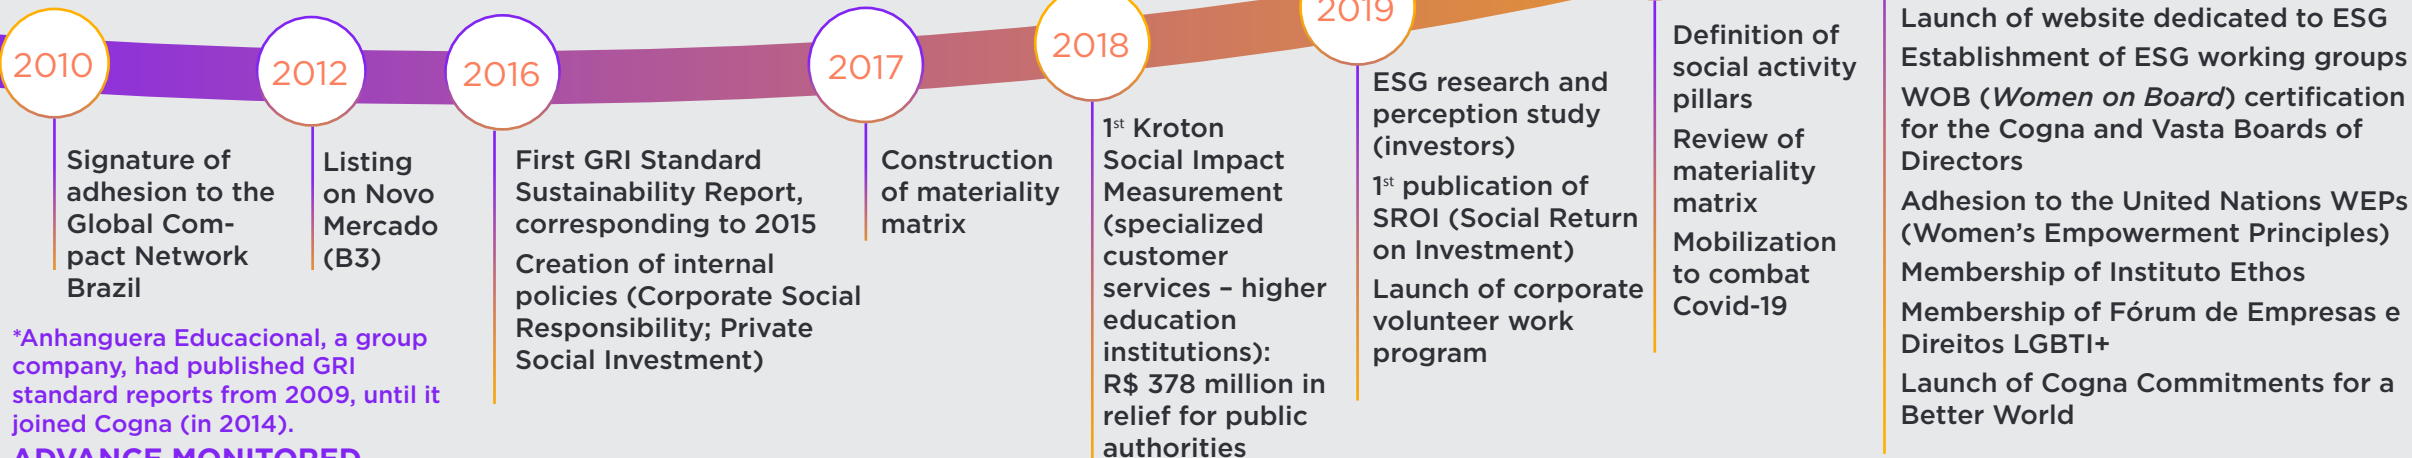 2010
Signature of
adhesion to the
Global Com-
pact Network
Brazil
*Anhanguera Educacional, a group
company, had published GRI
standard reports from 2009, until it
joined Cogna (in 2014).
ADVANCE MONITORED
2012
Listing
on Novo
Mercado
(B3)
2016
First GRI Standard
Sustainability Report,
corresponding to 2015
Creation of internal
policies (Corporate Social
Responsibility; Private
Social Investment)
2017
Construction
of materiality
matrix
2018
1st Kroton
Social Impact
Measurement
(specialized
customer
services – higher
education
institutions):
R$ 378 million in
relief for public
authorities
2019
ESG research and
perception study
(investors)
1st publication of
SROI (Social Return
on Investment)
Launch of corporate
volunteer work
program
Definition of
social activity
pillars
Review of
materiality
matrix
Mobilization
to combat
Covid-19
Launch of website dedicated to ESG
Establishment of ESG working groups
WOB (Women on Board) certification
for the Cogna and Vasta Boards of
Directors
Adhesion to the United Nations WEPs
(Women’s Empowerment Principles)
Membership of Instituto Ethos
Membership of Fórum de Empresas e
Direitos LGBTI+
Launch of Cogna Commitments for a
Better World